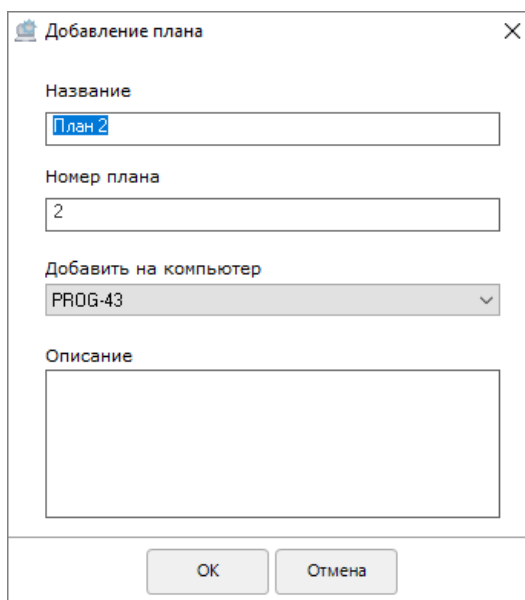 Добавление плана
Название
План 2
Номер плана
2
Добавить на компьютер
PROG-43
Описание
OK
Отмена